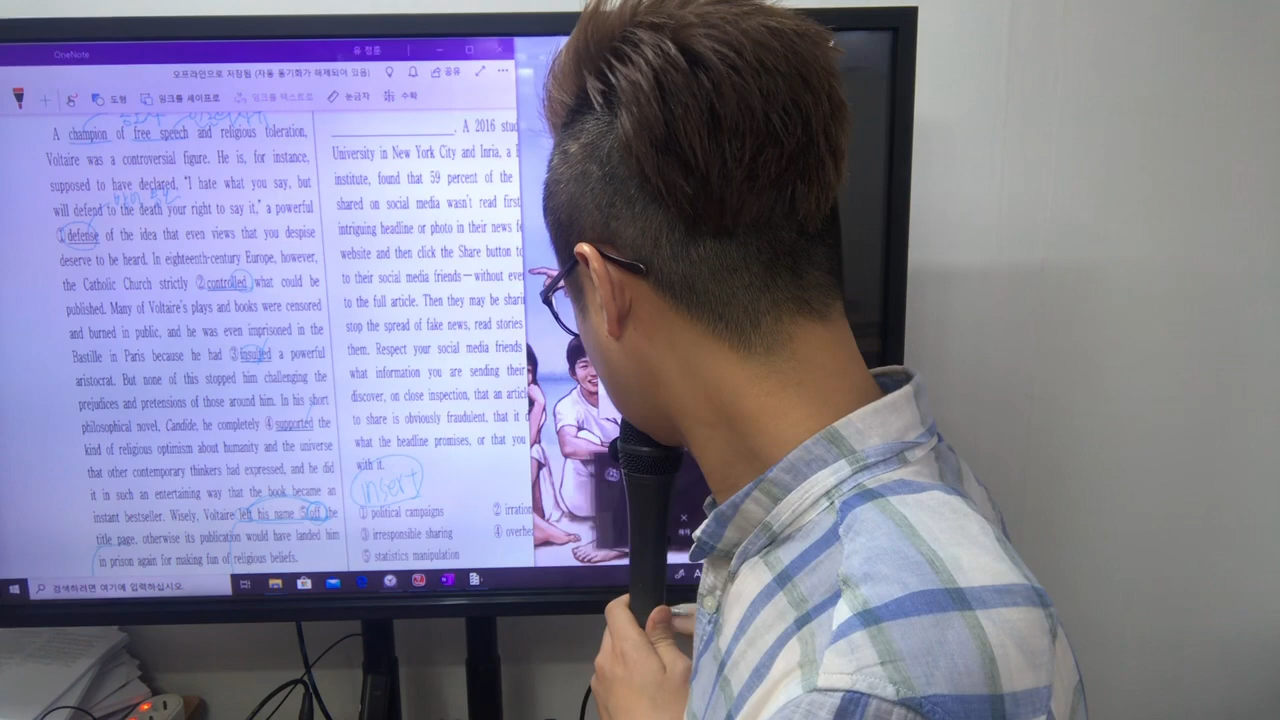 OneNote
유 정훈
오프라인으로 저장됨 (자동 동기화가 해제되어 있음)
공유
도형
잉크를 셰이프로
잉크를 텍스트로
눈금자
수학
A champion of free speech and religious toleration,
Voltaire was a controversial figure. He is, for instance,
supposed to have declared, "I hate what you say, but
will defend to the death your right to say it," a powerful
①defense of the idea that even views that you despise
deserve to be heard. In eighteenth-century Europe, however,
the Catholic Church strictly ②controlled what could be
published. Many of Voltaire's plays and books were censored
and burned in public, and he was even imprisoned in the
Bastille in Paris because he had ③insulted a powerful
aristocrat. But none of this stopped him challenging the
prejudices and pretensions of those around him. In his short
philosophical novel, Candide, he completely ④supported the
kind of religious optimism about humanity and the universe
that other contemporary thinkers had expressed, and he did
it in such an entertaining way that the book became an
instant bestseller. Wisely, Voltaire left his name ⑤off the
title page, otherwise its publication would have landed him
in prison again for making fun of religious beliefs.
. A 2016
University in New York City and Inria, a
institute, found that 59 percent of the
shared on social media wasn't read first
intriguing headline or photo in their news
website and then click the Share button
to their social media friends—without
to the full article. Then they may be
stop the spread of fake news, read stories
them. Respect your social media friends
what information you are sending their
discover, on close inspection, that an
to share is obviously fraudulent, that it
what the headline promises, or that you
with it.
insert
① political campaigns
②
③ irresponsible sharing
④
⑤ statistics manipulation
검색하려면 여기에 입력하십시오.
A